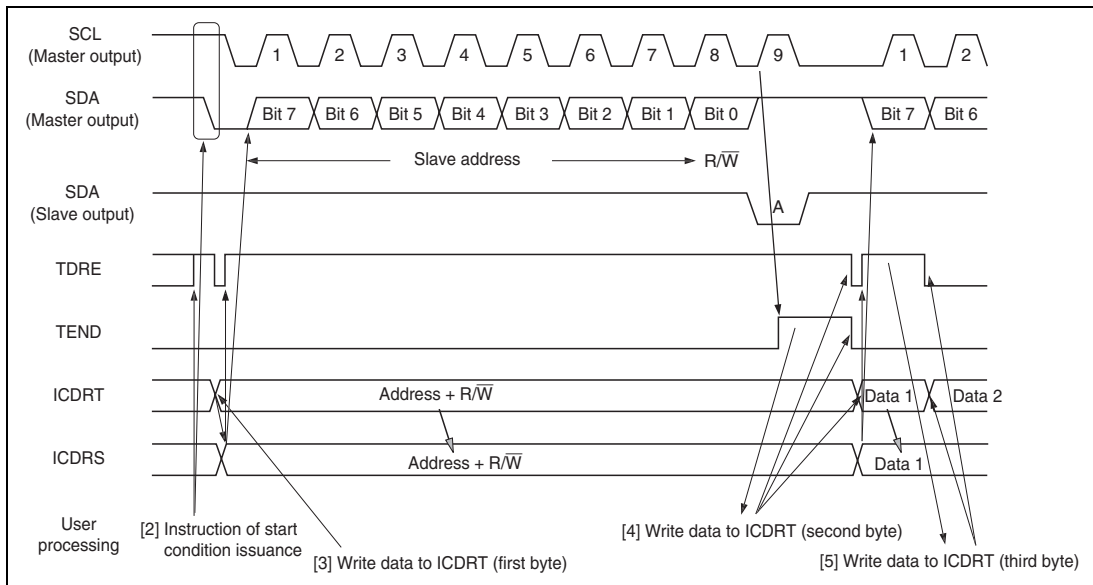 SCL
(Master output)
1 2 3 4 5 6 7 8 9 1 2
SDA
(Master output)
Bit 7 Bit 6 Bit 5 Bit 4 Bit 3 Bit 2 Bit 1 Bit 0 Bit 7 Bit 6
Slave address R/W̅
SDA
(Slave output)
A
TDRE
TEND
ICDRT
Address + R/W̅ Data 1 Data 2
ICDRS
Address + R/W̅ Data 1
User
processing
[2] Instruction of start
condition issuance
[3] Write data to ICDRT (first byte)
[4] Write data to ICDRT (second byte)
[5] Write data to ICDRT (third byte)